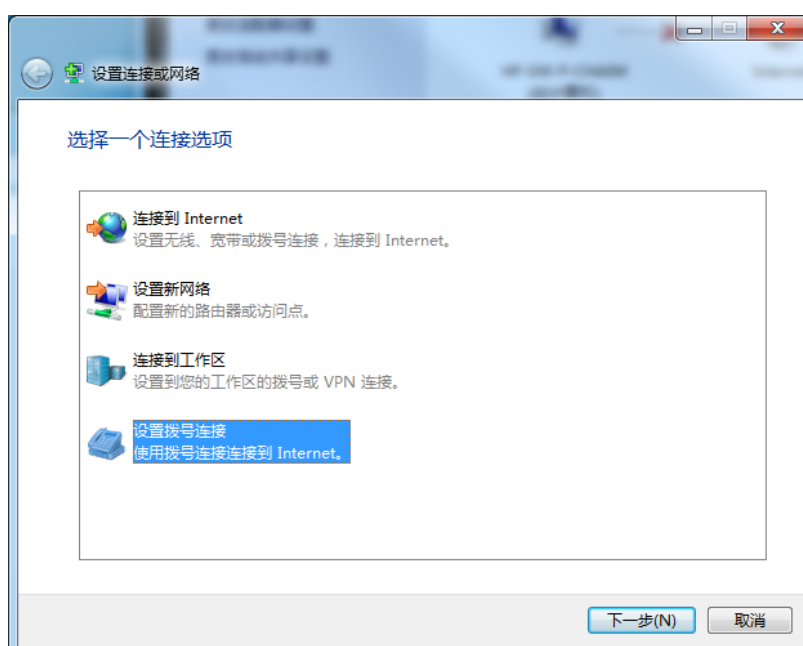 设置连接或网络
选择一个连接选项
连接到 Internet
设置无线、宽带或拨号连接，连接到 Internet。
设置新网络
配置新的路由器或访问点。
连接到工作区
设置到您的工作区的拨号或 VPN 连接。
设置拨号连接
使用拨号连接连接到 Internet。
下一步(N)
取消